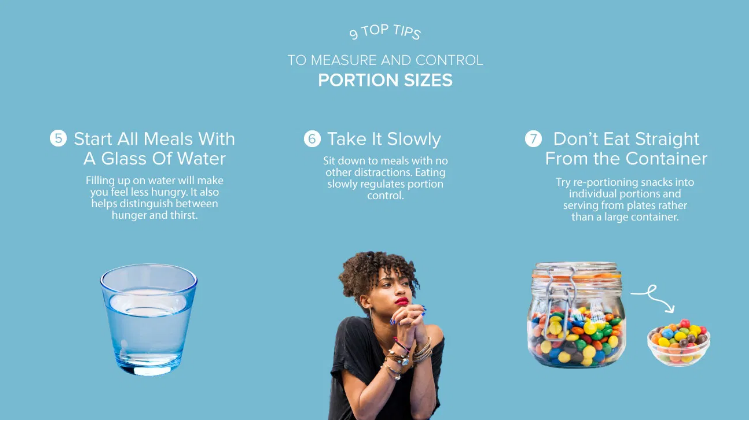 9 TOP TIPS
TO MEASURE AND CONTROL
PORTION SIZES
5 Start All Meals With
A Glass Of Water
Filling up on water will make
you feel less hungry. It also
helps distinguish between
hunger and thirst.
6 Take It Slowly
Sit down to meals with no
other distractions. Eating
slowly regulates portion
control.
7 Don't Eat Straight
From the Container
Try re-portioning snacks into
individual portions and
serving from plates rather
than a large container.